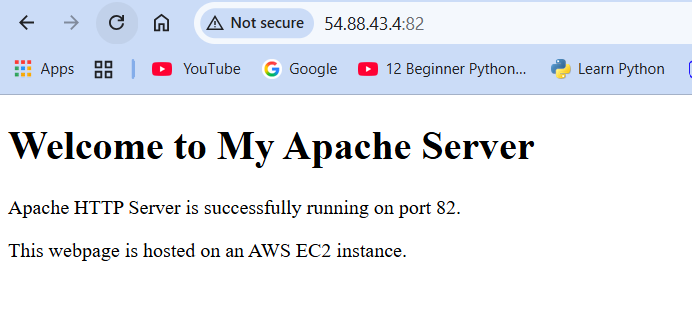 Not secure 54.88.43.4:82
Apps YouTube Google 12 Beginner Python... Learn Python
Welcome to My Apache Server
Apache HTTP Server is successfully running on port 82.
This webpage is hosted on an AWS EC2 instance.